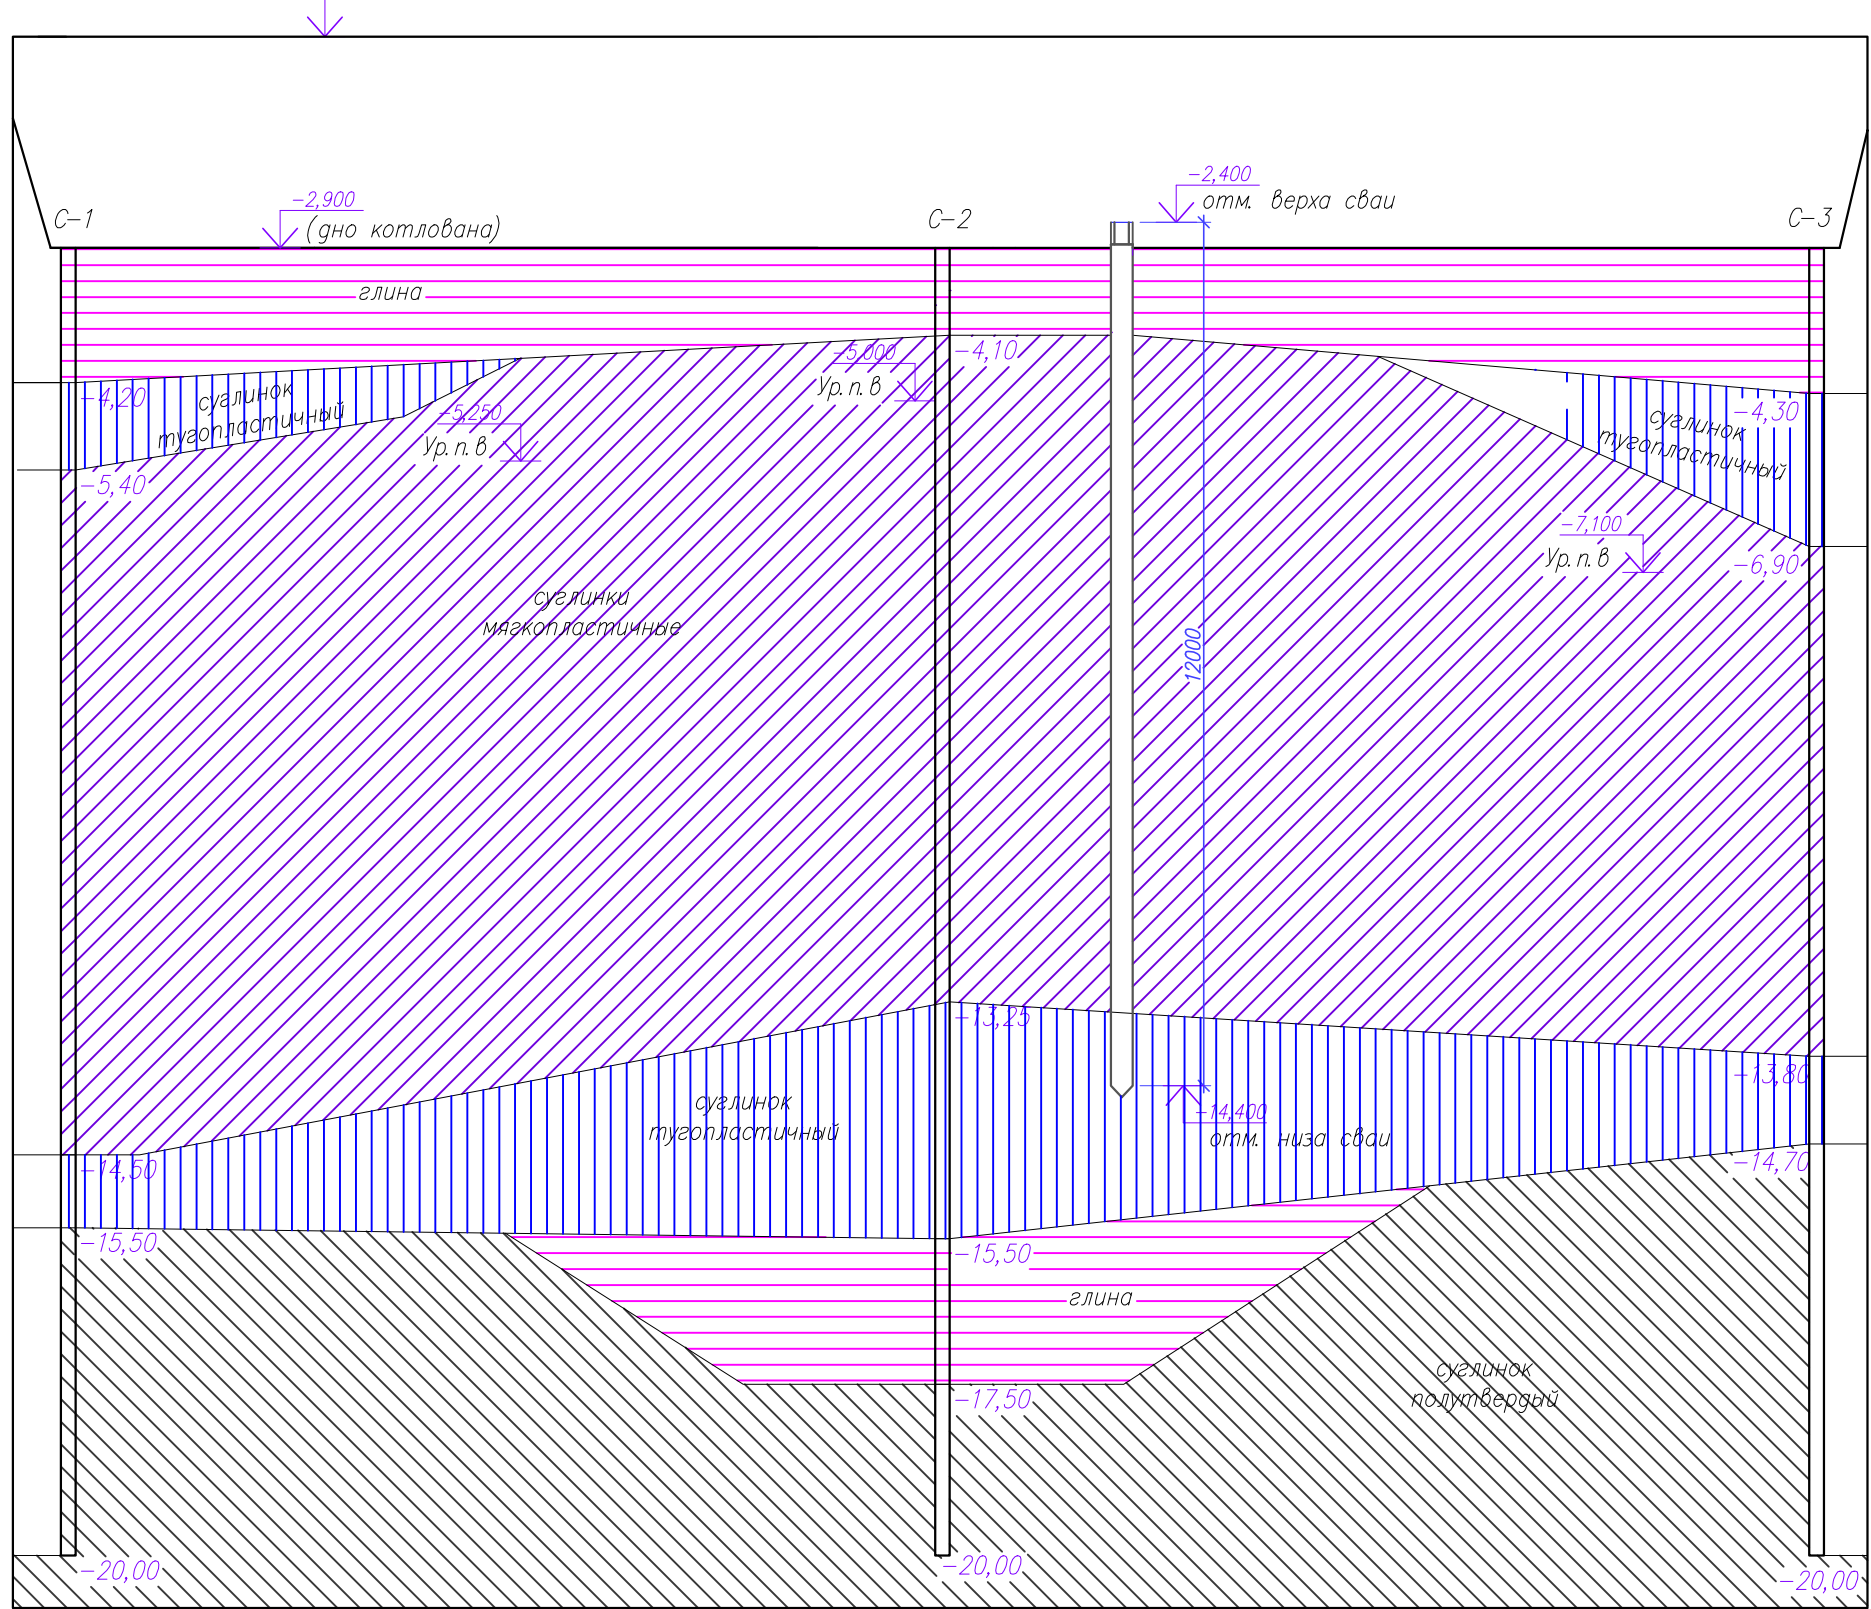 -2,400
отм. верха сваи
-2,900
(дно котлована)
С-1
С-2
С-3
глина
-4,20
суглинок
тугопластичный
-5,250
Ур.п.в
-5,000
Ур.п.в
-4,10
-4,30
суглинок
тугопластичный
-5,40
-7,100
Ур.п.в
-6,90
суглинки
мягкопластичные
12000
-13,25
-13,80
суглинок
тугопластичный
-14,400
отм. низа сваи
-14,50
-14,70
-15,50
-15,50
глина
-17,50
суглинок
полутвердый
-20,00
-20,00
-20,00